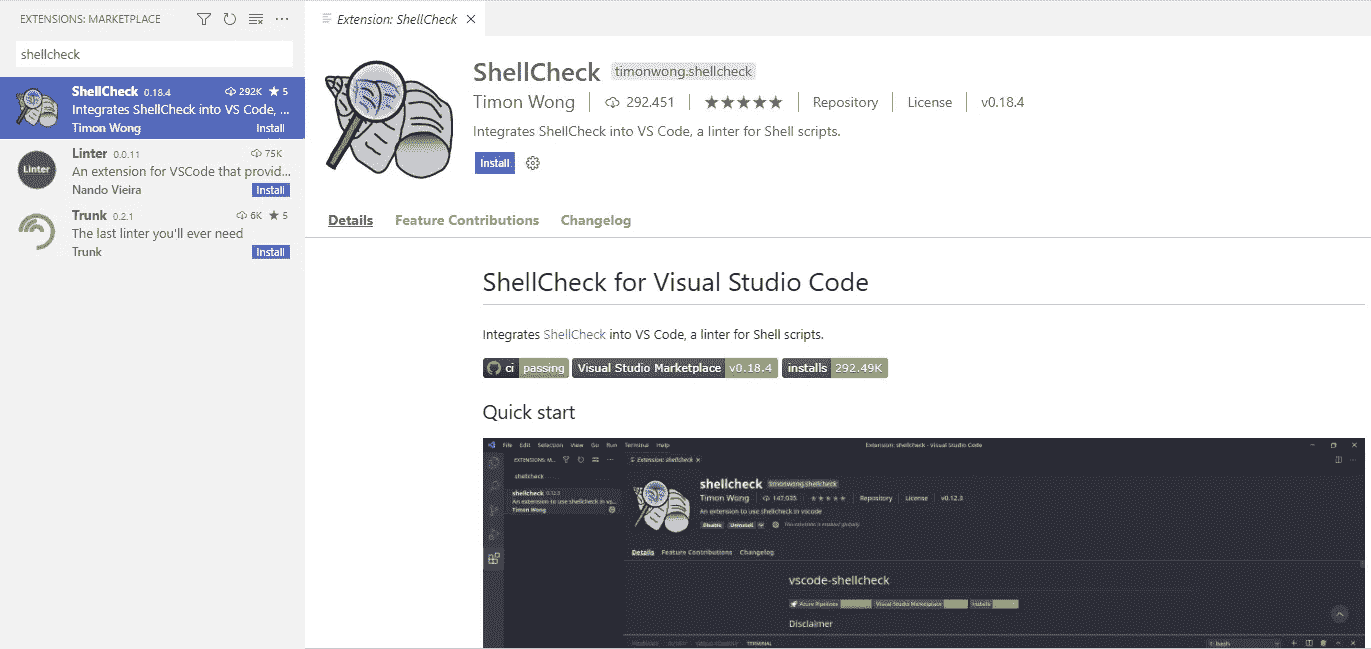 EXTENSIONS: MARKETPLACE
shellcheck
ShellCheck 0.18.4 292K ★ 5
Integrates ShellCheck into VS Code, ...
Timon Wong Install
Linter
Linter 0.0.11 75K
An extension for VSCode that provid...
Nando Vieira Install
Trunk 0.2.1 6K ★ 5
The last linter you'll ever need
Trunk Install
Extension: ShellCheck
ShellCheck timonwong.shellcheck
Timon Wong 292.451 ★★★★★ Repository License v0.18.4
Integrates ShellCheck into VS Code, a linter for Shell scripts.
Install
Details Feature Contributions Changelog
ShellCheck for Visual Studio Code
Integrates ShellCheck into VS Code, a linter for Shell scripts.
ci passing Visual Studio Marketplace v0.18.4 installs 292.49K
Quick start
File Edit Selection View Go Run Terminal Help Extension: shellcheck - Visual Studio Code
EXTENSIONS: M... Extension: shellcheck
shellcheck
shellcheck 0.12.3
An extension to use shellcheck in vs...
Timon Wong
shellcheck timonwong.shellcheck
Timon Wong 147,035 Repository License v0.12.3
An extension to use shellcheck in vscode
Disable Uninstall This extension is enabled globally.
Details Feature Contributions Changelog
vscode-shellcheck
Azure Pipelines Visual Studio Marketplace installs
Disclaimer
TERMINAL
bash